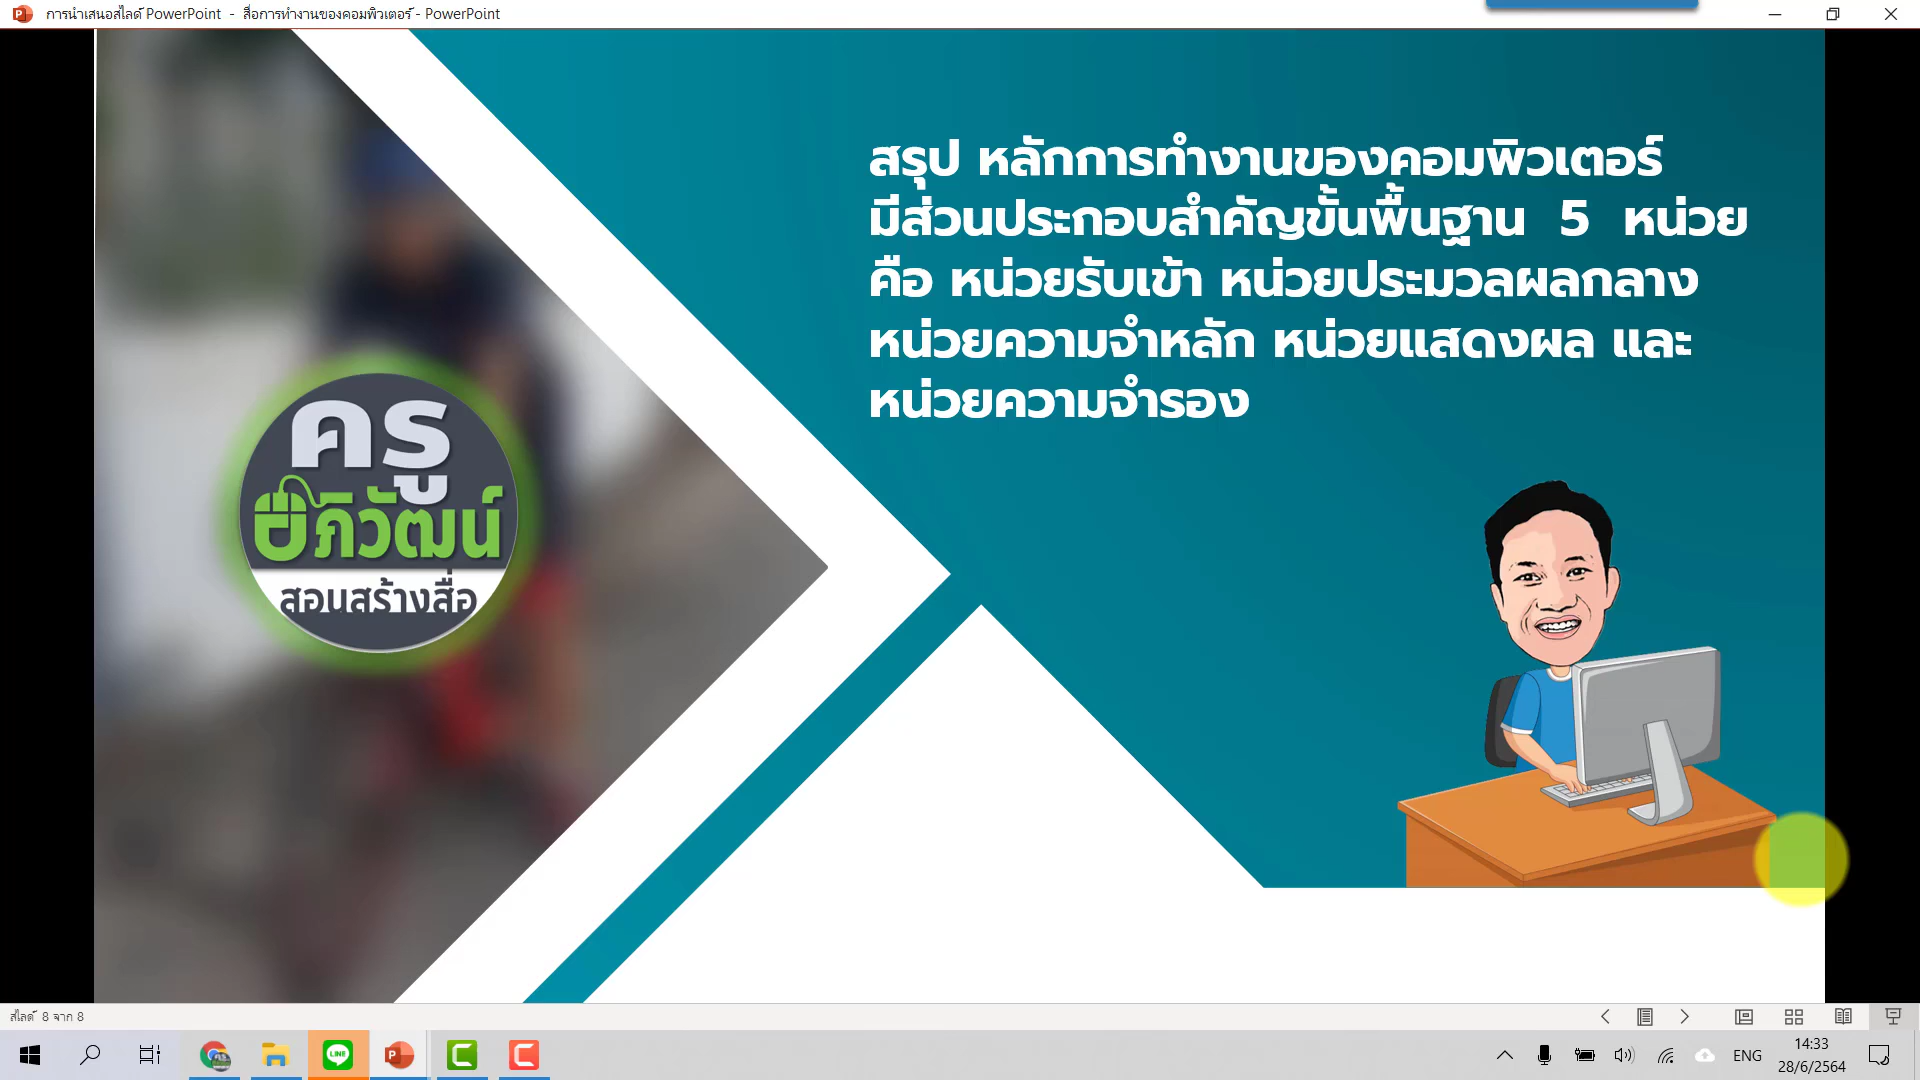 การนำเสนอสไลด์ PowerPoint - สื่อการทำงานของคอมพิวเตอร์ - PowerPoint
สรุป หลักการทำงานของคอมพิวเตอร์
มีส่วนประกอบสำคัญขั้นพื้นฐาน 5 หน่วย
คือ หน่วยรับเข้า หน่วยประมวลผลกลาง
หน่วยความจำหลัก หน่วยแสดงผล และ
หน่วยความจำรอง
ครู
อภิวัฒน์
สอนสร้างสื่อ
สไลด์ 8 จาก 8
LINE
ENG
14:33
28/6/2564